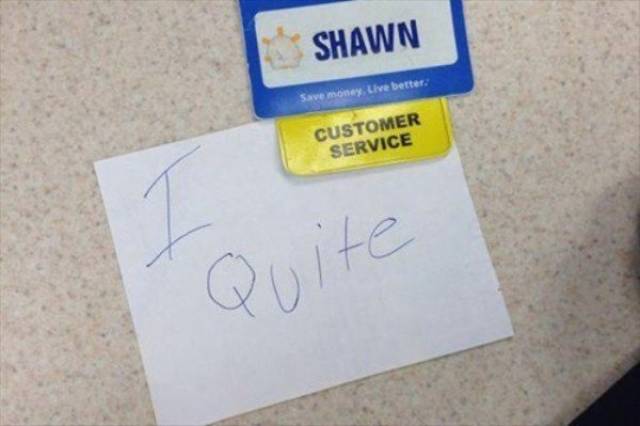 SHAWN
Save money. Live better.
CUSTOMER
SERVICE
I
Quite